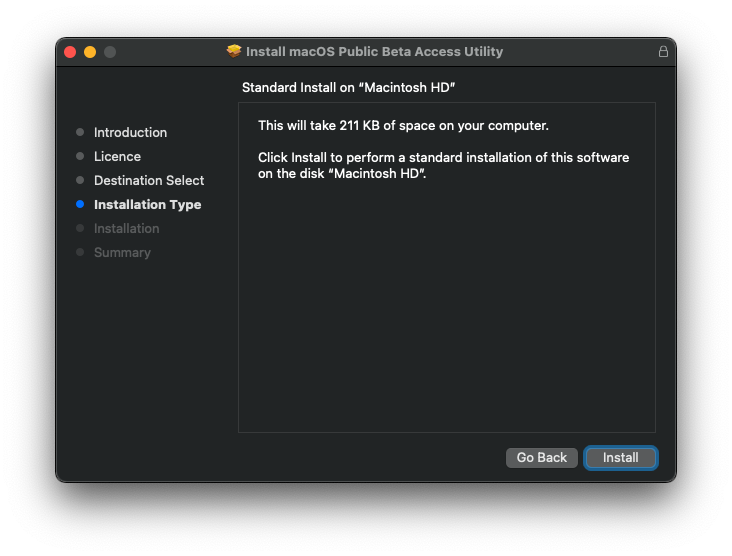 Install macOS Public Beta Access Utility
Standard Install on “Macintosh HD”
Introduction
Licence
Destination Select
Installation Type
Installation
Summary
This will take 211 KB of space on your computer.
Click Install to perform a standard installation of this software
on the disk “Macintosh HD”.
Go Back
Install